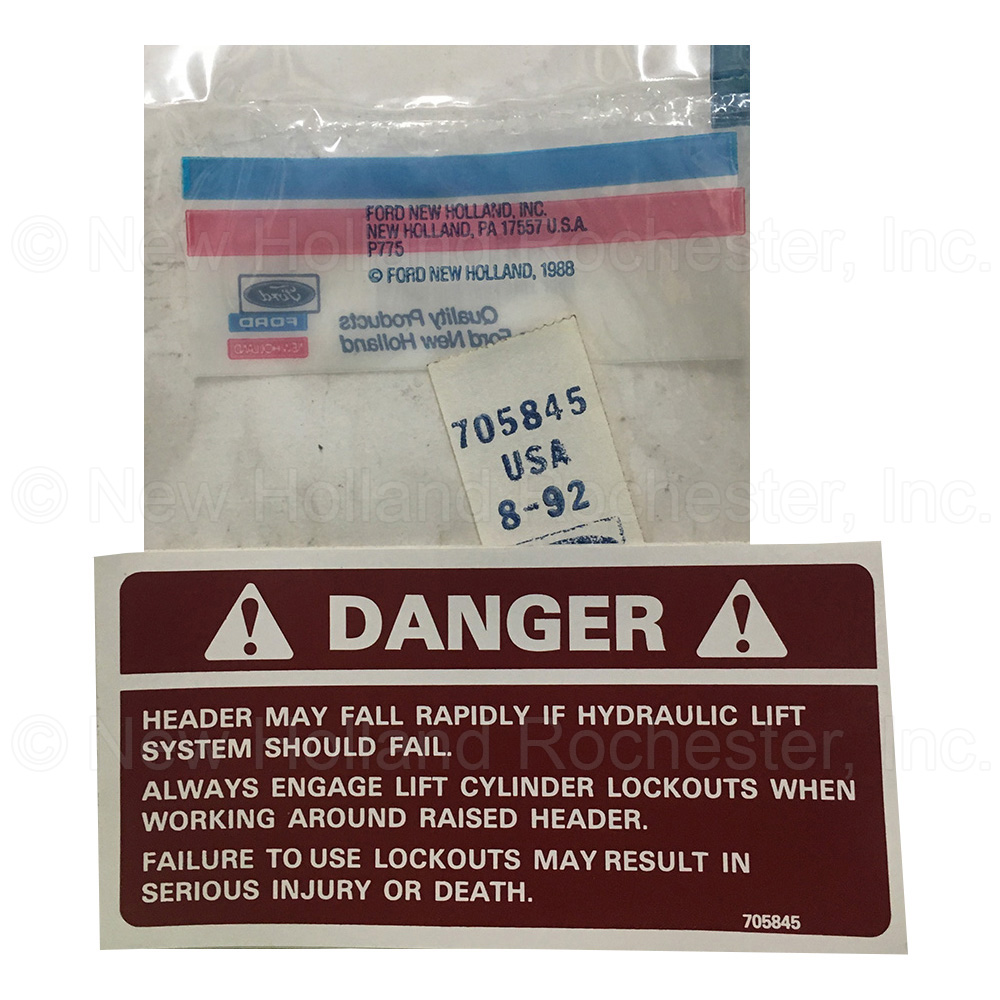 FORD NEW HOLLAND, INC.
NEW HOLLAND, PA 17557 U.S.A.
P775
© FORD NEW HOLLAND, 1988
Ford
FORD
NEW HOLLAND
Quality Products
Ford New Holland
705845
USA
8-92
DANGER
HEADER MAY FALL RAPIDLY IF HYDRAULIC LIFT
SYSTEM SHOULD FAIL.
ALWAYS ENGAGE LIFT CYLINDER LOCKOUTS WHEN
WORKING AROUND RAISED HEADER.
FAILURE TO USE LOCKOUTS MAY RESULT IN
SERIOUS INJURY OR DEATH.
705845
© New Holland Rochester, Inc.
© New Holland Rochester, Inc.
© New Holland Rochester, Inc.